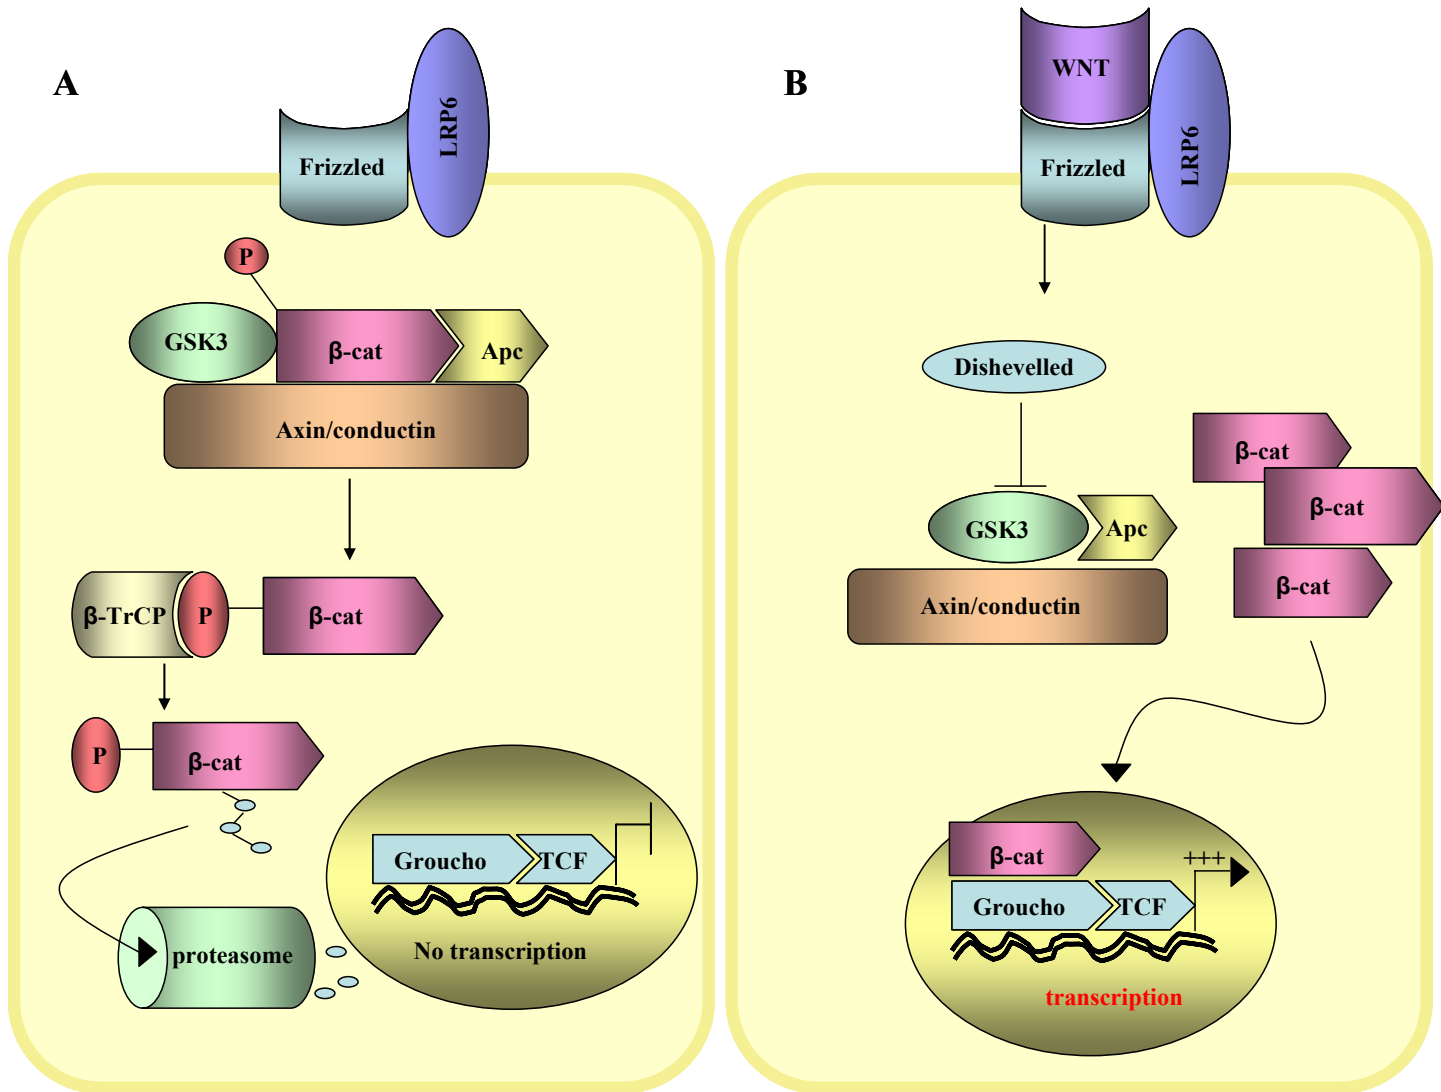 A
LRP6
Frizzled
P
GSK3
β-cat
Apc
Axin/conductin
β-TrCP
P
β-cat
P
β-cat
Groucho
TCF
No transcription
proteasome
B
WNT
LRP6
Frizzled
Dishevelled
β-cat
β-cat
β-cat
GSK3
Apc
Axin/conductin
β-cat
+++
Groucho
TCF
transcription